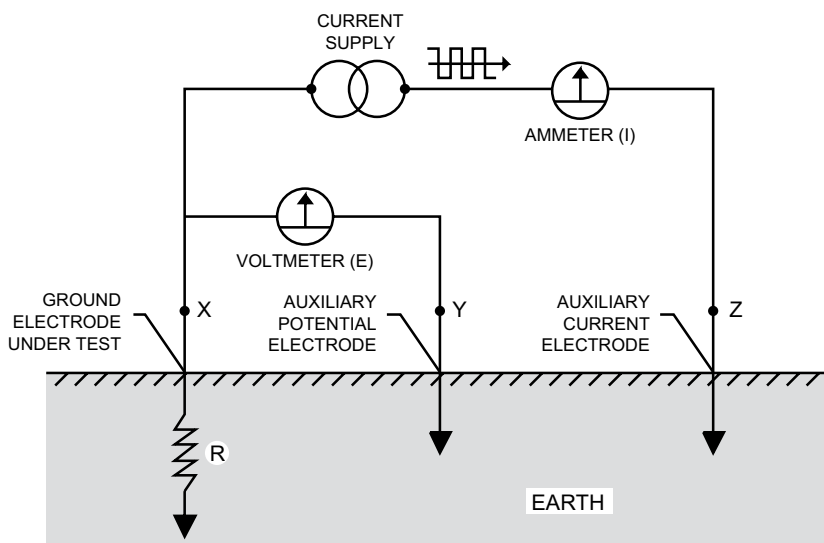 CURRENT
SUPPLY
AMMETER (I)
VOLTMETER (E)
GROUND
ELECTRODE
UNDER TEST
X
AUXILIARY
POTENTIAL
ELECTRODE
Y
AUXILIARY
CURRENT
ELECTRODE
Z
R
EARTH